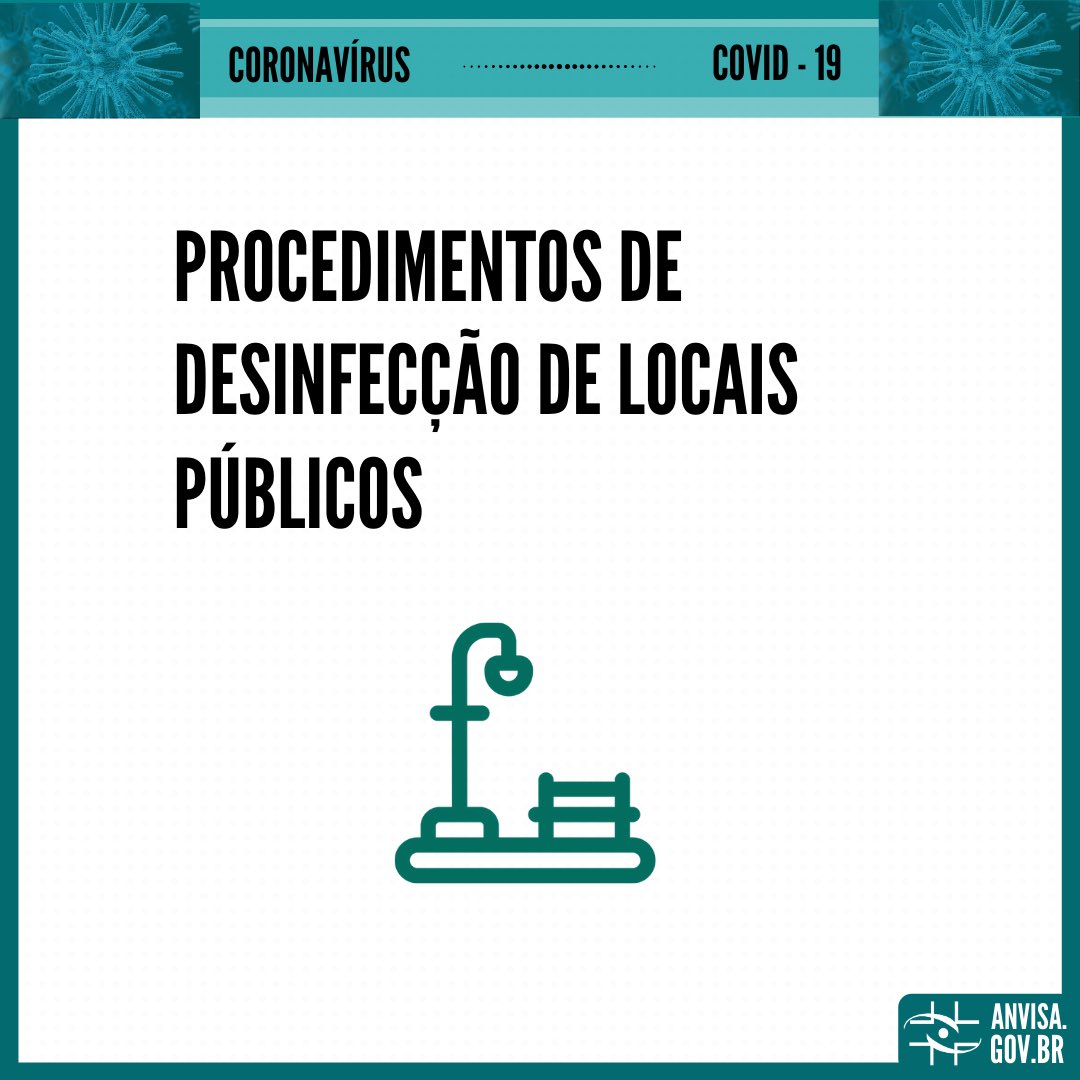 CORONAVÍRUS
COVID - 19
PROCEDIMENTOS DE
DESINFECÇÃO DE LOCAIS
PÚBLICOS
ANVISA.
GOV.BR